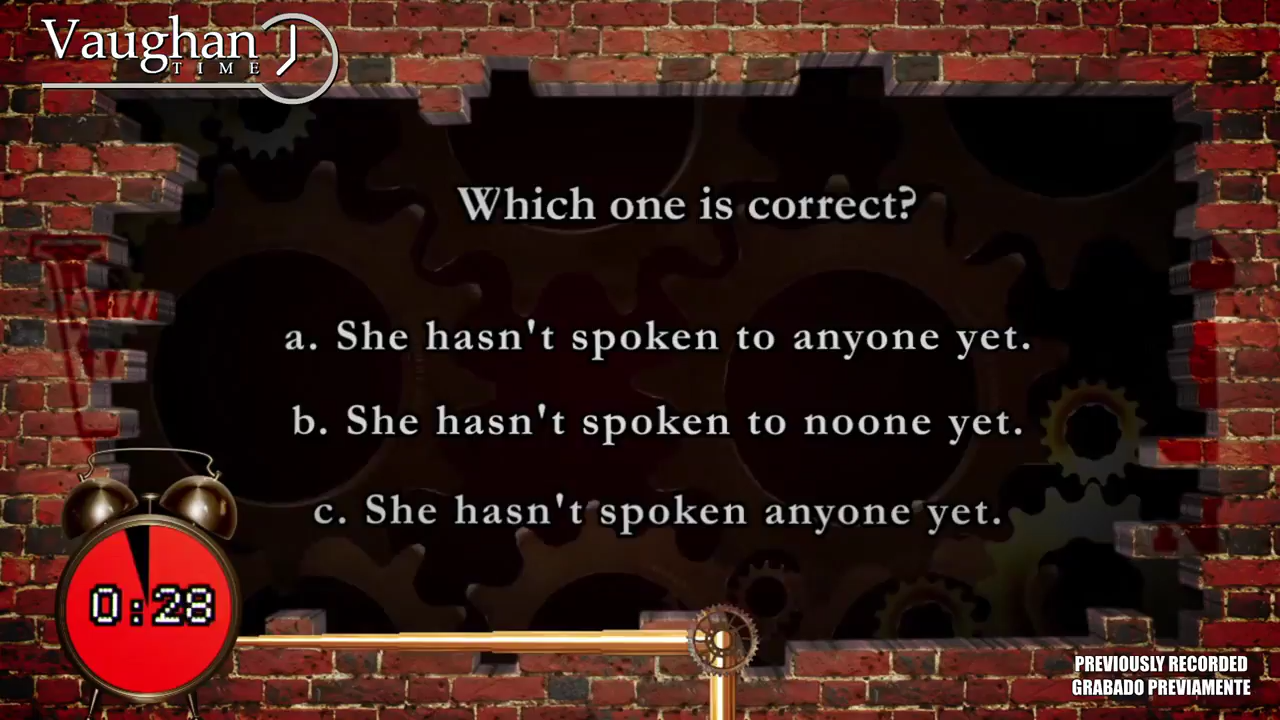 Vaughan
TIME
Which one is correct?
a. She hasn't spoken to anyone yet.
b. She hasn't spoken to noone yet.
c. She hasn't spoken anyone yet.
0:28
PREVIOUSLY RECORDED
GRABADO PREVIAMENTE